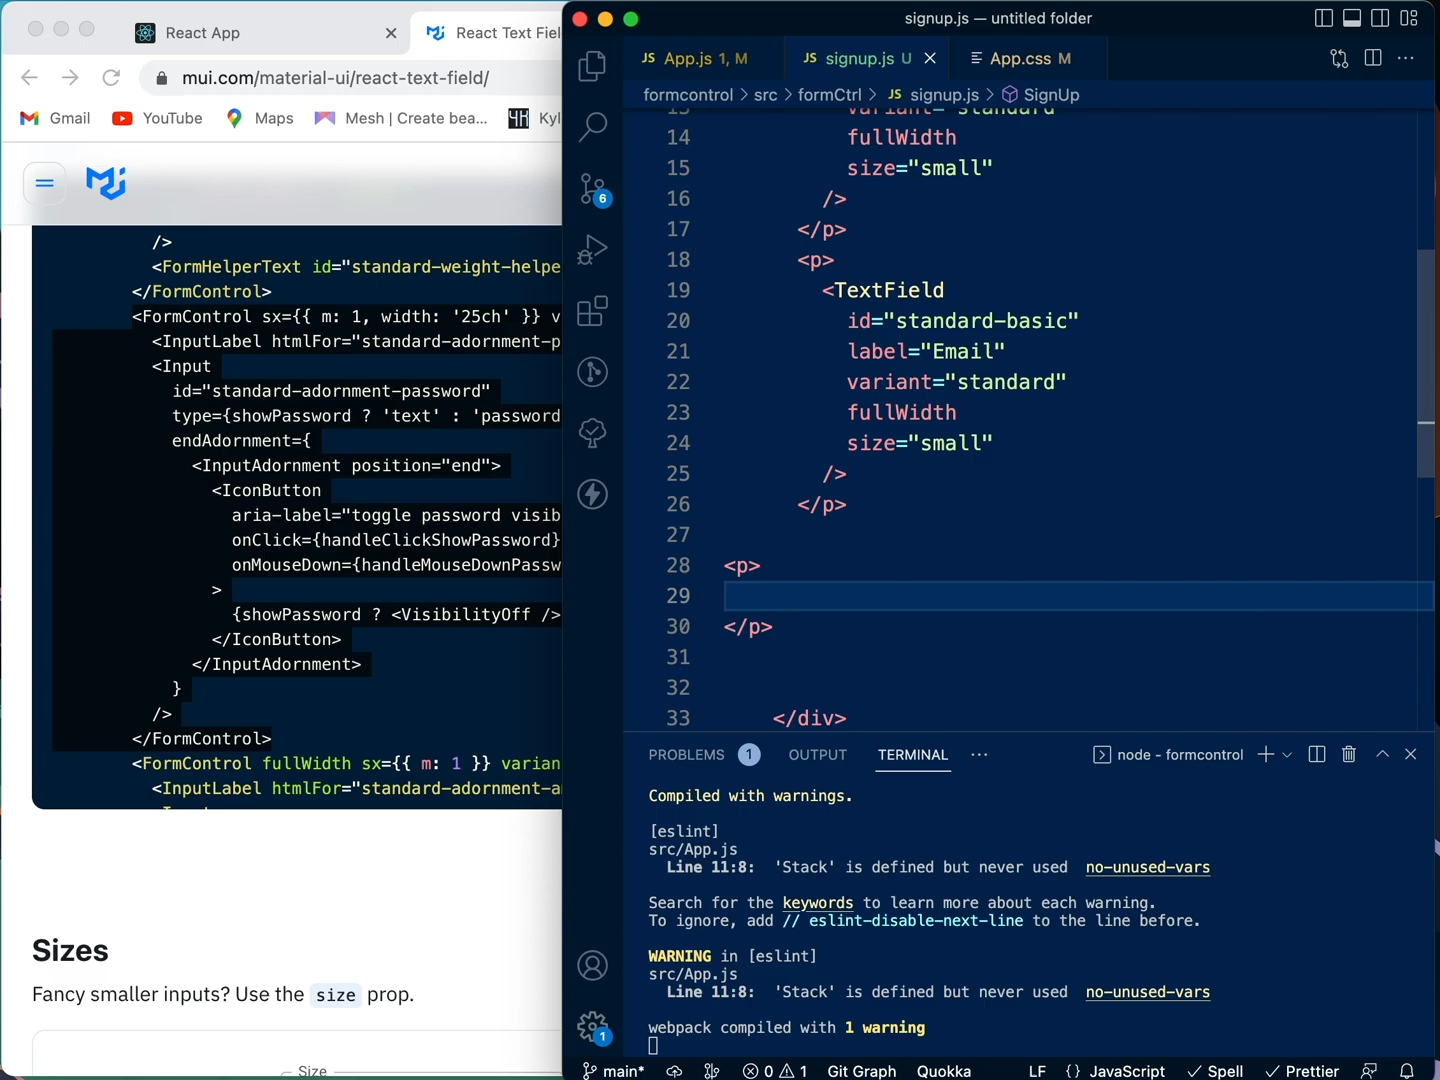 React App
React Text Fiel
mui.com/material-ui/react-text-field/
Gmail
YouTube
Maps
Mesh | Create bea...
Kyl
/>
<FormHelperText id="standard-weight-helpe
</FormControl>
<FormControl sx={{ m: 1, width: '25ch' }} v
<InputLabel htmlFor="standard-adornment-p
<Input
id="standard-adornment-password"
type={showPassword ? 'text' : 'password
endAdornment={
<InputAdornment position="end">
<IconButton
aria-label="toggle password visib
onClick={handleClickShowPassword}
onMouseDown={handleMouseDownPassw
>
{showPassword ? <VisibilityOff />
</IconButton>
</InputAdornment>
}
/>
</FormControl>
<FormControl fullWidth sx={{ m: 1 }} varian
<InputLabel htmlFor="standard-adornment-a
Sizes
Fancy smaller inputs? Use the size prop.
Size
signup.js — untitled folder
JS App.js 1, M
JS signup.js U
App.css M
formcontrol > src > formCtrl > JS signup.js > SignUp
6
13 variant="standard"
14 fullWidth
15 size="small"
16 />
17 </p>
18 <p>
19 <TextField
20 id="standard-basic"
21 label="Email"
22 variant="standard"
23 fullWidth
24 size="small"
25 />
26 </p>
27
28 <p>
29
30 </p>
31
32
33 </div>
PROBLEMS 1 OUTPUT TERMINAL ... node - formcontrol
Compiled with warnings.
[eslint]
src/App.js
Line 11:8: 'Stack' is defined but never used no-unused-vars
Search for the keywords to learn more about each warning.
To ignore, add // eslint-disable-next-line to the line before.
WARNING in [eslint]
src/App.js
Line 11:8: 'Stack' is defined but never used no-unused-vars
webpack compiled with 1 warning
1
main* 0 1 Git Graph Quokka LF {} JavaScript Spell Prettier